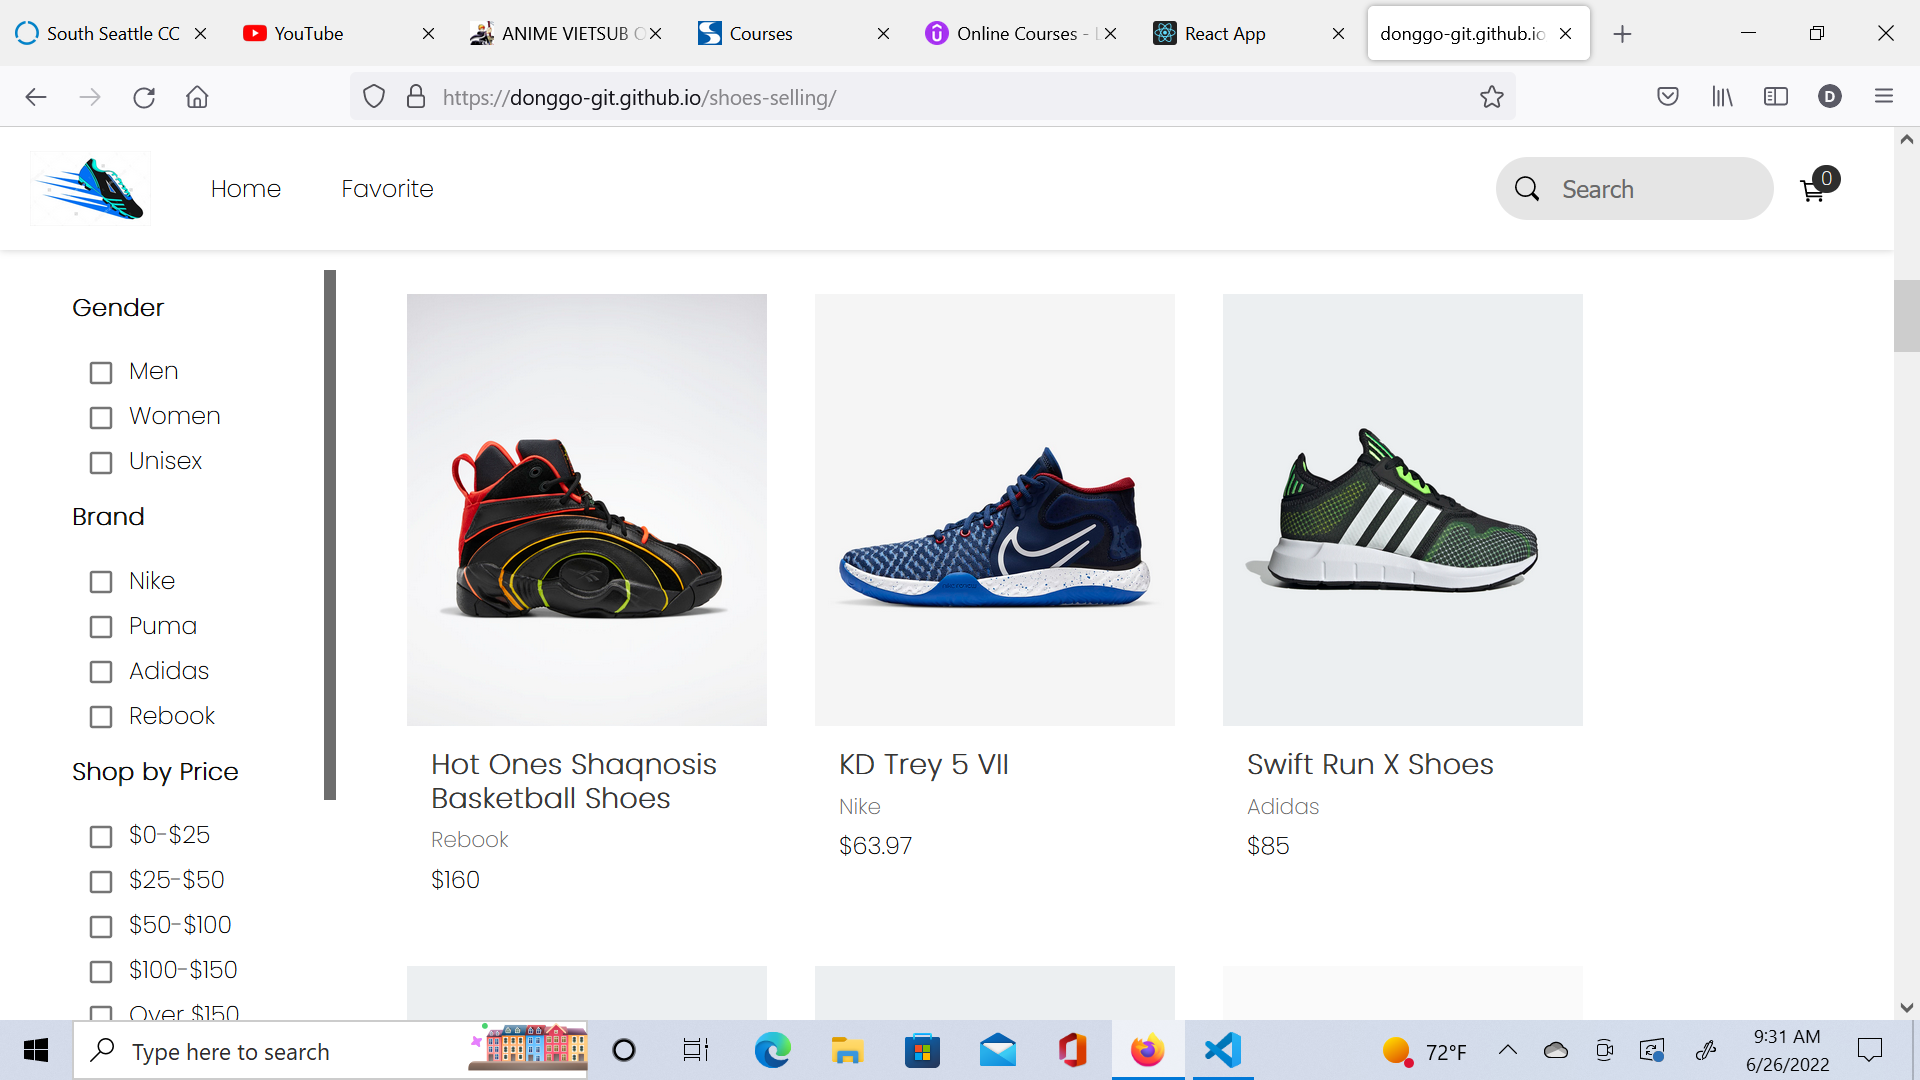 South Seattle CC
YouTube
ANIME VIETSUB
Courses
Online Courses -
React App
donggo-git.github.io
https://donggo-git.github.io/shoes-selling/
D
Home
Favorite
Search
0
Gender
Men
Women
Unisex
Brand
Nike
Puma
Adidas
Rebook
Shop by Price
$0-$25
$25-$50
$50-$100
$100-$150
Over $150
Hot Ones Shaqnosis
Basketball Shoes
Rebook
$160
KD Trey 5 VII
Nike
$63.97
Swift Run X Shoes
Adidas
$85
Type here to search
72°F
9:31 AM
6/26/2022